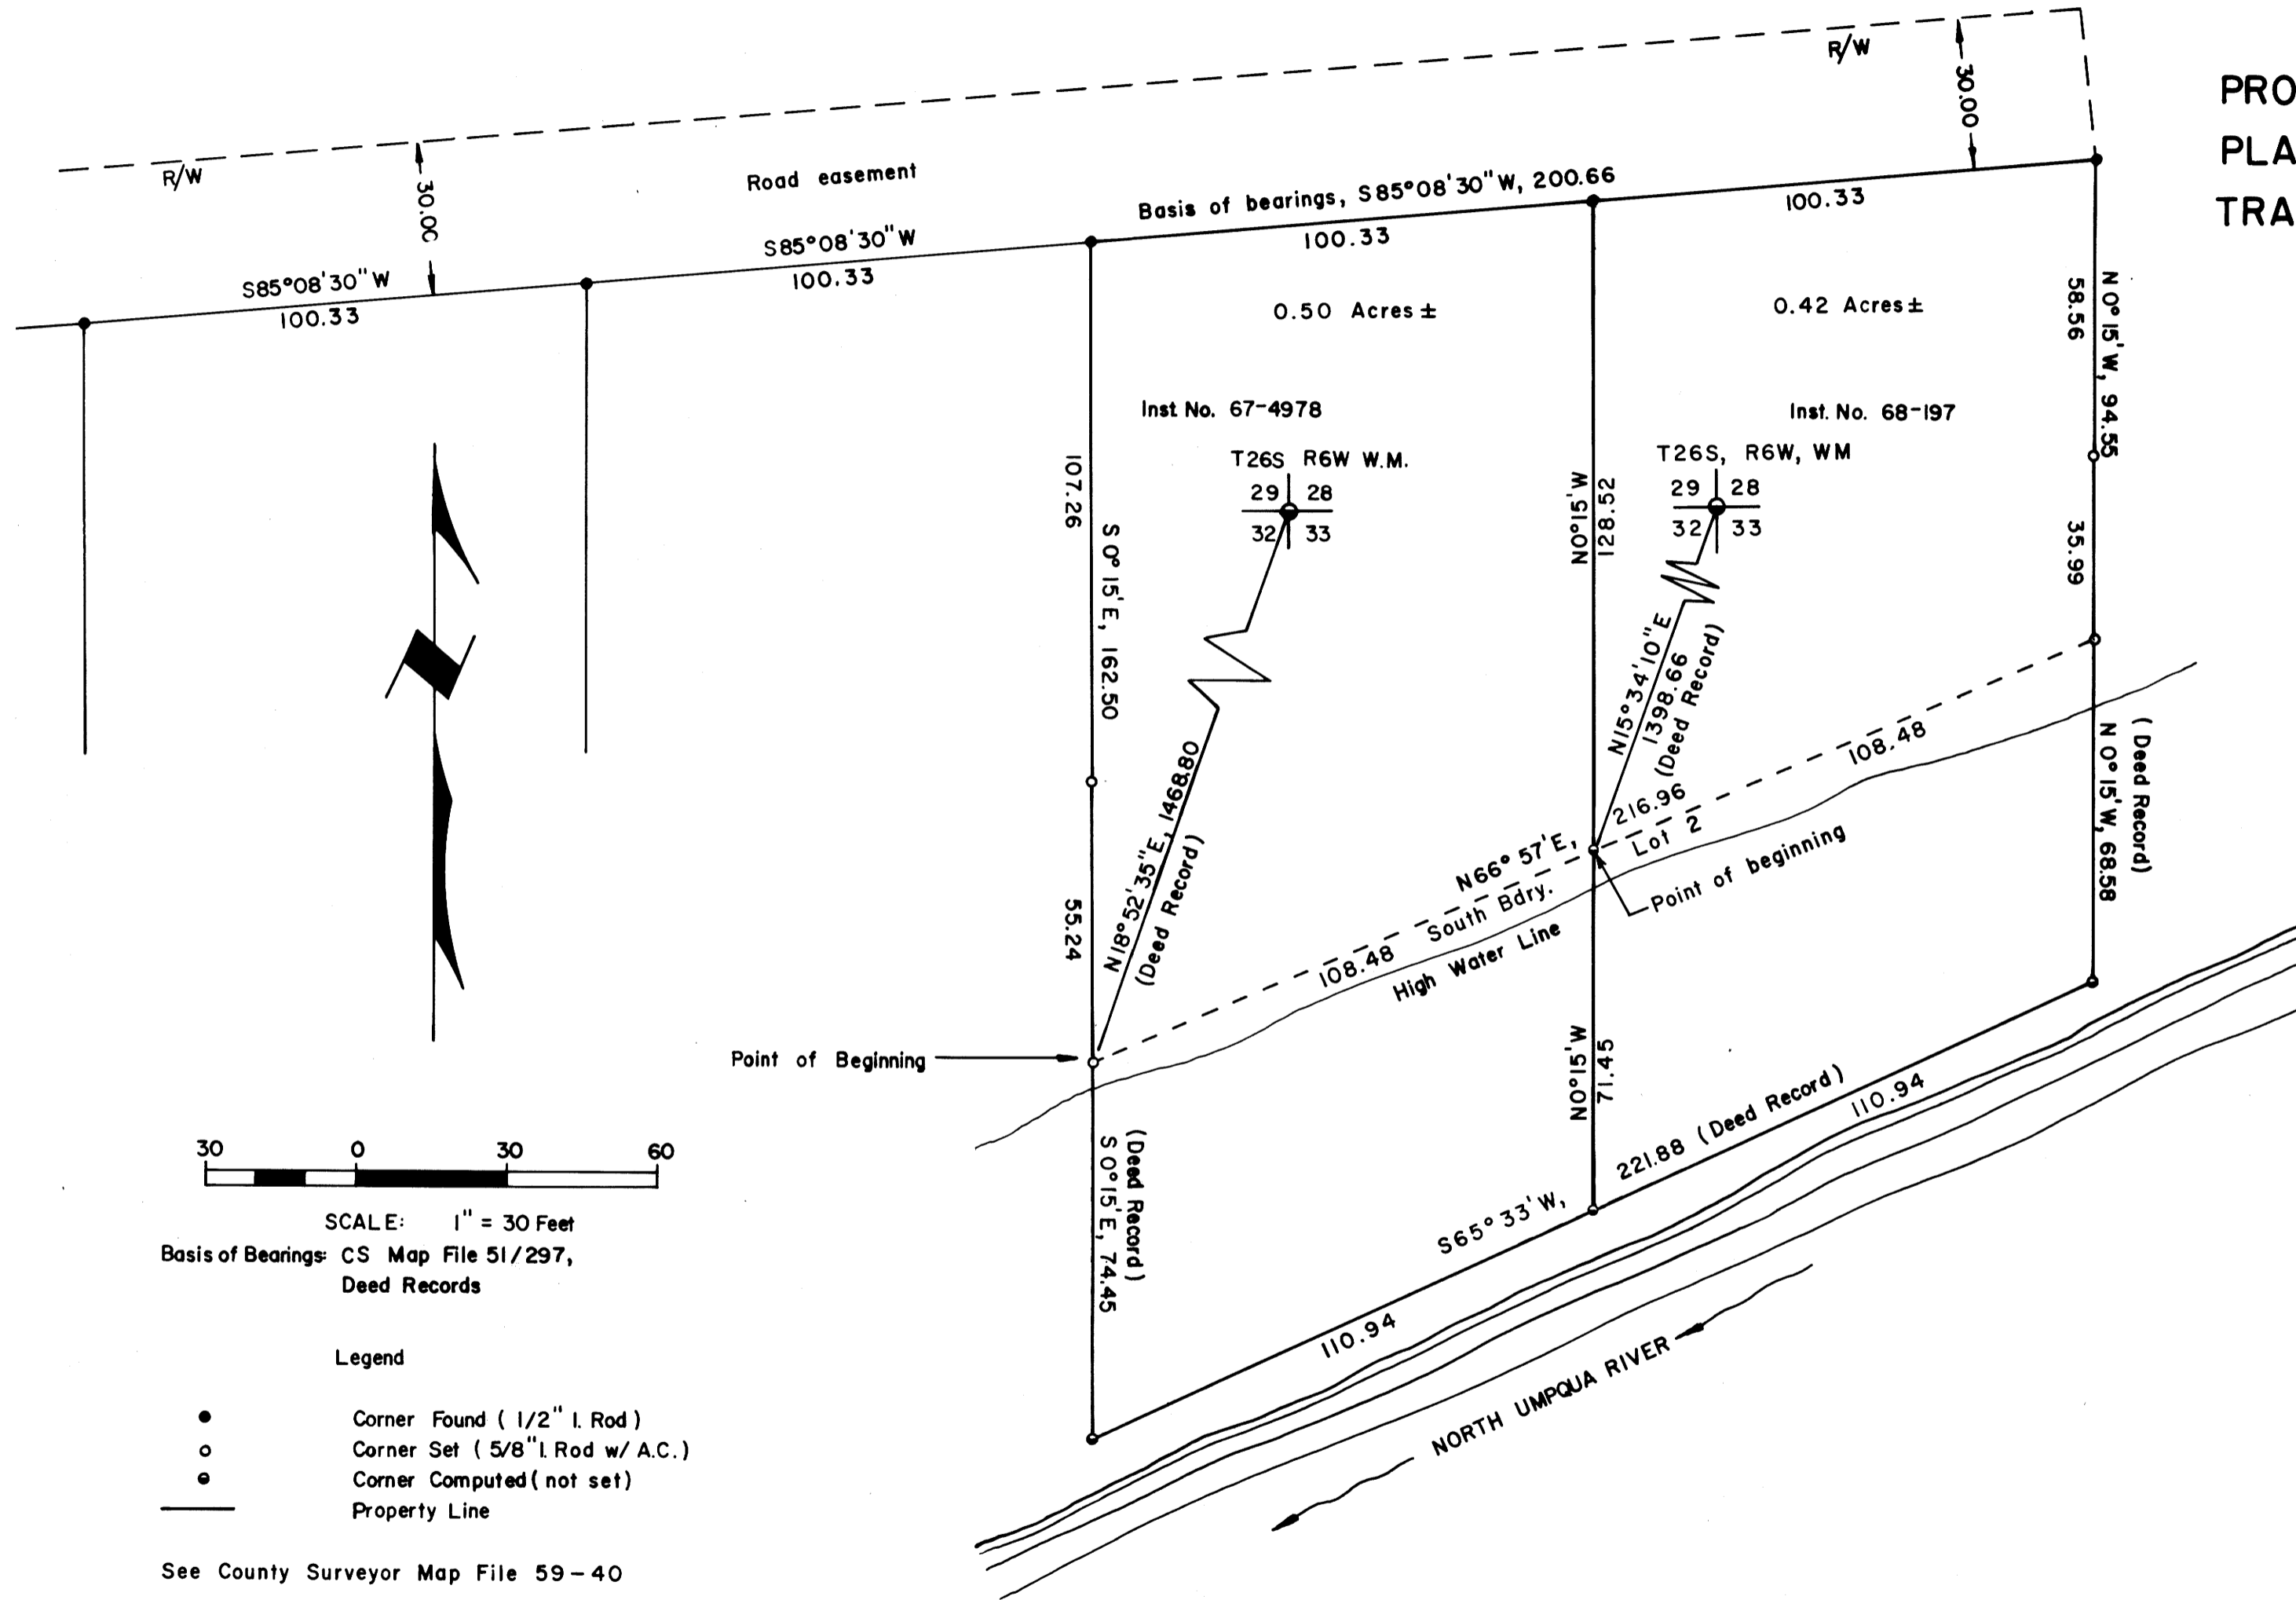 PRO
PLA
TRA
R/W
30.00
R/W
30.00
Road easement
Basis of bearings, S85°08'30"W, 200.66
100.33
100.33
S85°08'30"W
100.33
S85°08'30"W
100.33
0.50 Acres ±
0.42 Acres ±
Inst No. 67-4978
Inst. No. 68-197
T26S R6W W.M.
29 28
32 33
T26S, R6W, WM
29 28
32 33
N 0° 15' W, 94.55
58.56
35.99
(Deed Record)
N 0° 15' W, 68.58
107.26
S 0° 15' E, 162.50
55.24
N18°52'35"E, 1468.80
(Deed Record)
N0°15'W
128.52
N15°34'10"E
1398.66
(Deed Record)
N66° 57'E,
216.96
108.48
108.48
South Bdry.
Lot 2
High Water Line
Point of beginning
Point of Beginning
(Deed Record)
S 0° 15' E, 74.45
N0°15'W
71.45
S65° 33' W,
221.88 (Deed Record)
110.94
110.94
NORTH UMPQUA RIVER
30 0 30 60
SCALE: 1" = 30 Feet
Basis of Bearings: CS Map File 51/297,
Deed Records
Legend
Corner Found ( 1/2" I. Rod )
Corner Set ( 5/8" I. Rod w/ A.C. )
Corner Computed ( not set )
Property Line
See County Surveyor Map File 59-40